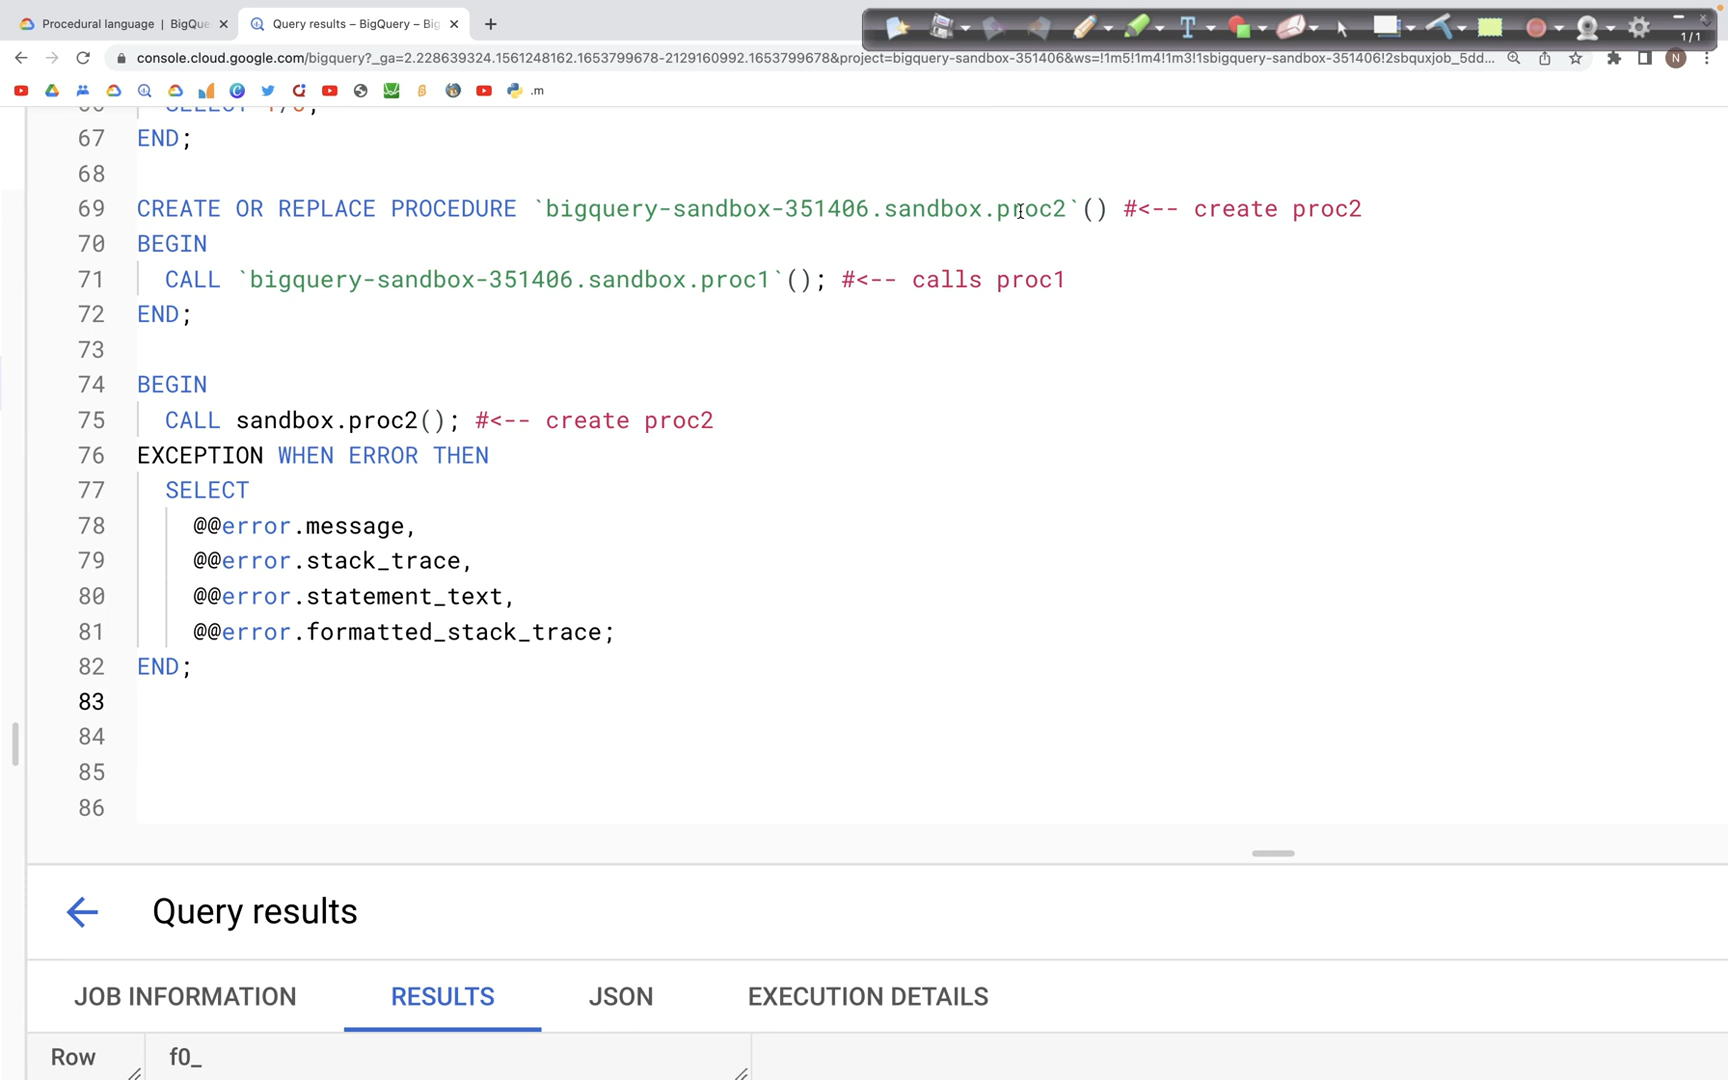 Procedural language | BigQue
Query results – BigQuery – Big
1/1
console.cloud.google.com/bigquery?_ga=2.228639324.1561248162.1653799678-2129160992.1653799678&project=bigquery-sandbox-351406&ws=!1m5!1m4!1m3!1sbigquery-sandbox-351406!2sbquxjob_5dd...
N
.m
67 END;
68
69 CREATE OR REPLACE PROCEDURE `bigquery-sandbox-351406.sandbox.proc2`() #<-- create proc2
70 BEGIN
71 CALL `bigquery-sandbox-351406.sandbox.proc1`(); #<-- calls proc1
72 END;
73
74 BEGIN
75 CALL sandbox.proc2(); #<-- create proc2
76 EXCEPTION WHEN ERROR THEN
77 SELECT
78 @@error.message,
79 @@error.stack_trace,
80 @@error.statement_text,
81 @@error.formatted_stack_trace;
82 END;
83
84
85
86
Query results
JOB INFORMATION RESULTS JSON EXECUTION DETAILS
Row f0_